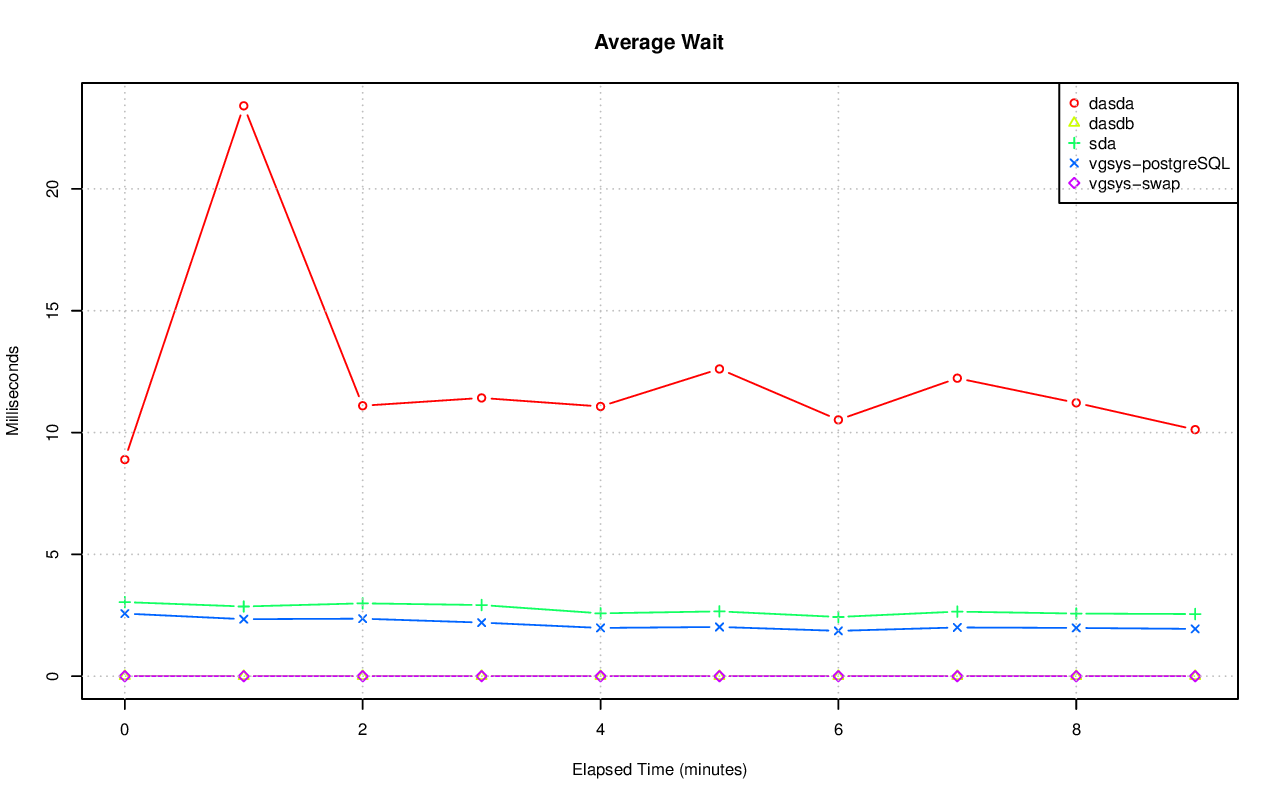 Average Wait
dasda
dasdb
sda
vgsys-postgreSQL
vgsys-swap
Milliseconds
20
15
10
5
0
0 2 4 6 8
Elapsed Time (minutes)